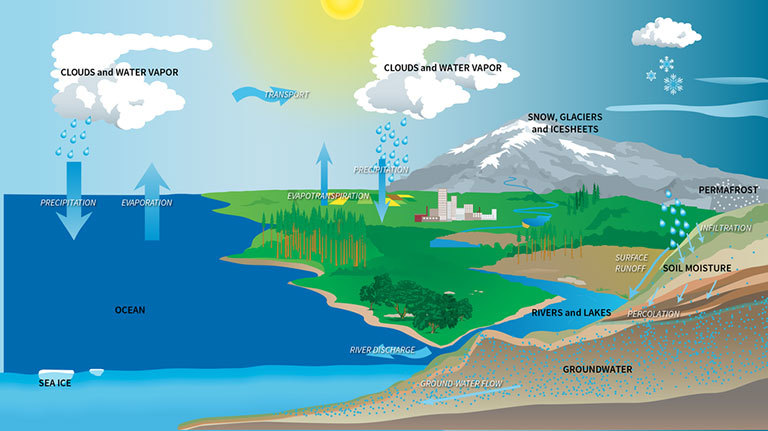 CLOUDS and WATER VAPOR
CLOUDS and WATER VAPOR
TRANSPORT
SNOW, GLACIERS
and ICESHEETS
PRECIPITATION
PERMAFROST
PRECIPITATION
EVAPORATION
EVAPOTRANSPIRATION
INFILTRATION
SURFACE
RUNOFF
SOIL MOISTURE
OCEAN
RIVERS and LAKES
PERCOLATION
RIVER DISCHARGE
GROUNDWATER
SEA ICE
GROUND-WATER FLOW